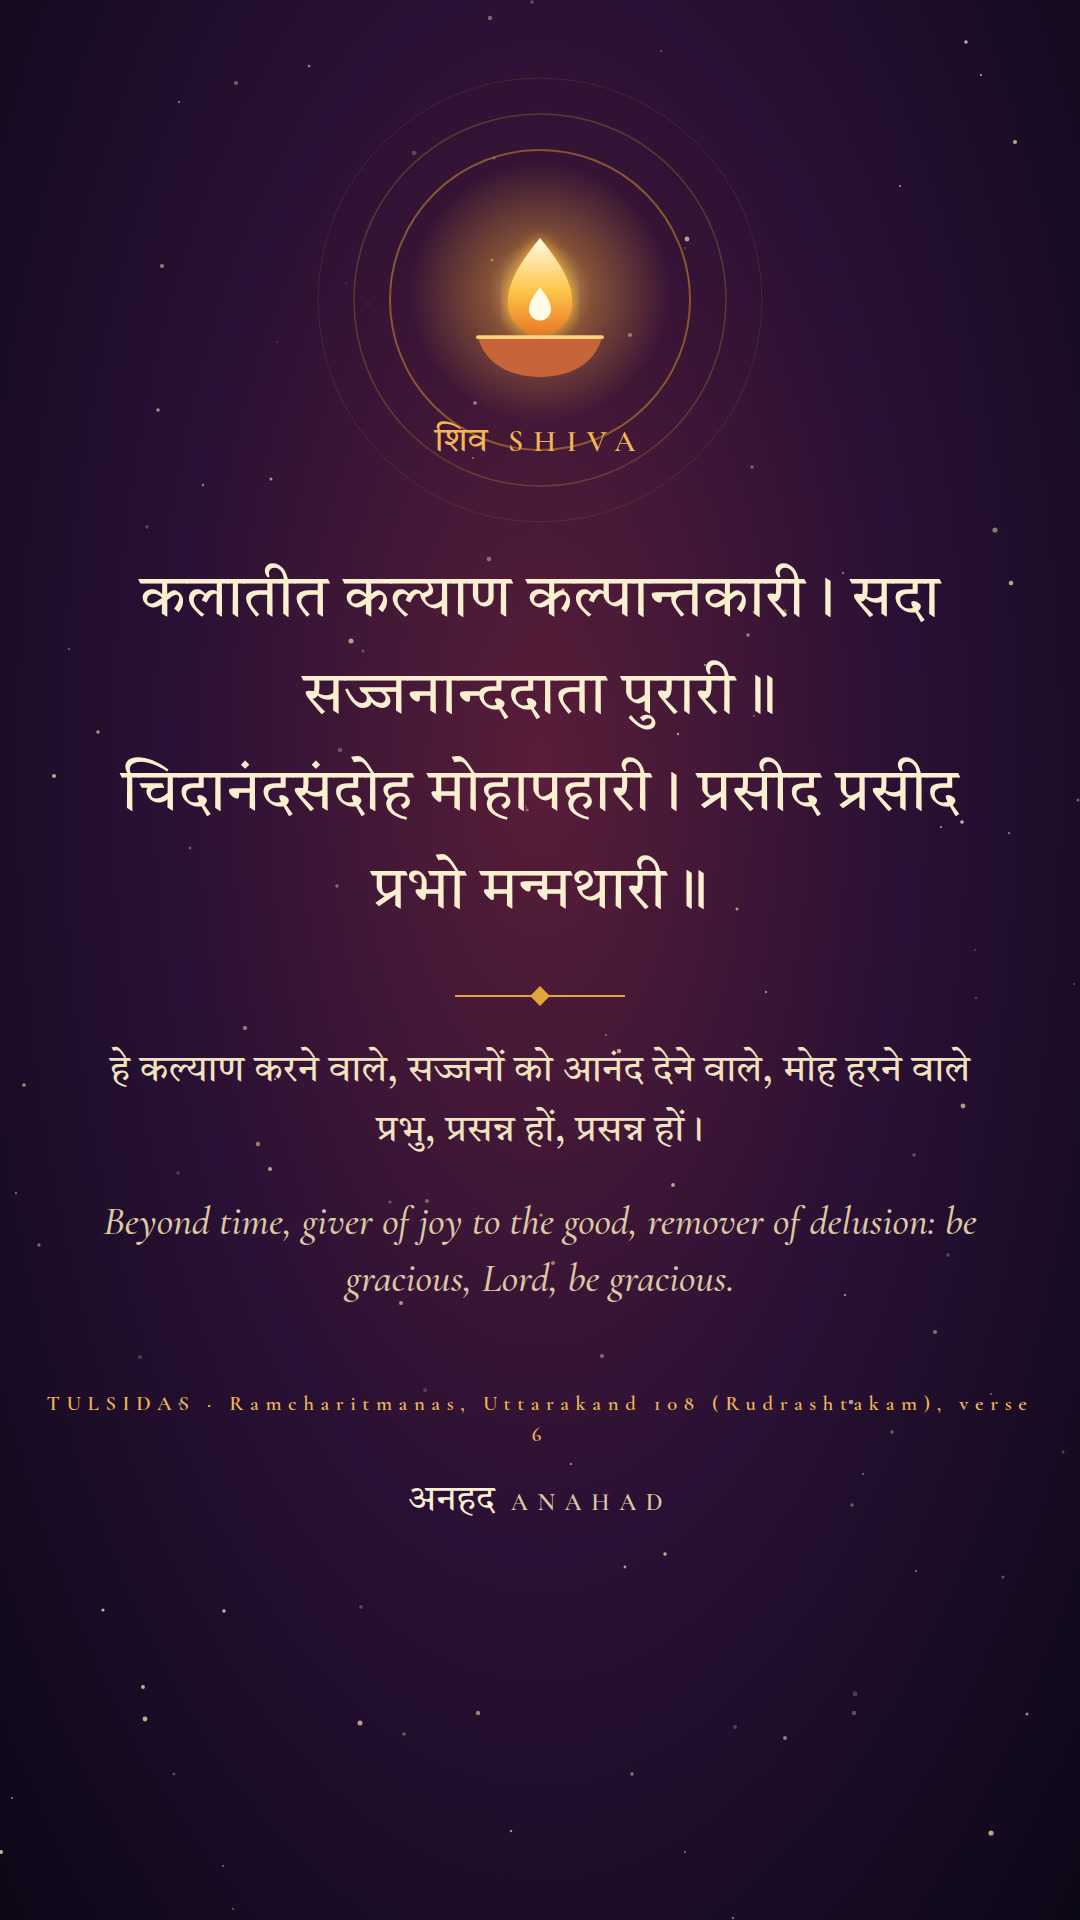 शिव SHIVA
कलातीत कल्याण कल्पान्तकारी। सदा
सज्जनान्ददाता पुरारी॥
चिदानंदसंदोह मोहापहारी। प्रसीद प्रसीद
प्रभो मन्मथारी॥
हे कल्याण करने वाले, सज्जनों को आनंद देने वाले, मोह हरने वाले
प्रभु, प्रसन्न हों, प्रसन्न हों।
Beyond time, giver of joy to the good, remover of delusion: be
gracious, Lord, be gracious.
TULSIDAS · Ramcharitmanas, Uttarakand 108 (Rudrashtakam), verse
6
अनहद ANAHAD